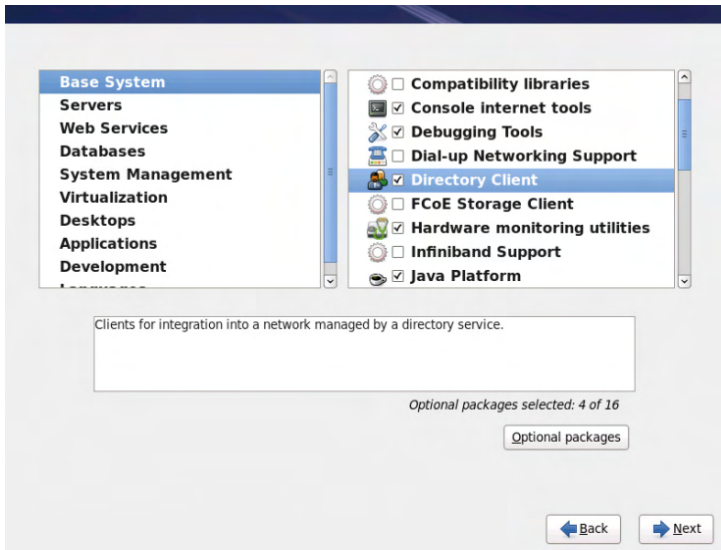 Base System
Servers
Web Services
Databases
System Management
Virtualization
Desktops
Applications
Development
Compatibility libraries
Console internet tools
Debugging Tools
Dial-up Networking Support
Directory Client
FCoE Storage Client
Hardware monitoring utilities
Infiniband Support
Java Platform
Clients for integration into a network managed by a directory service.
Optional packages selected: 4 of 16
Optional packages
Back
Next